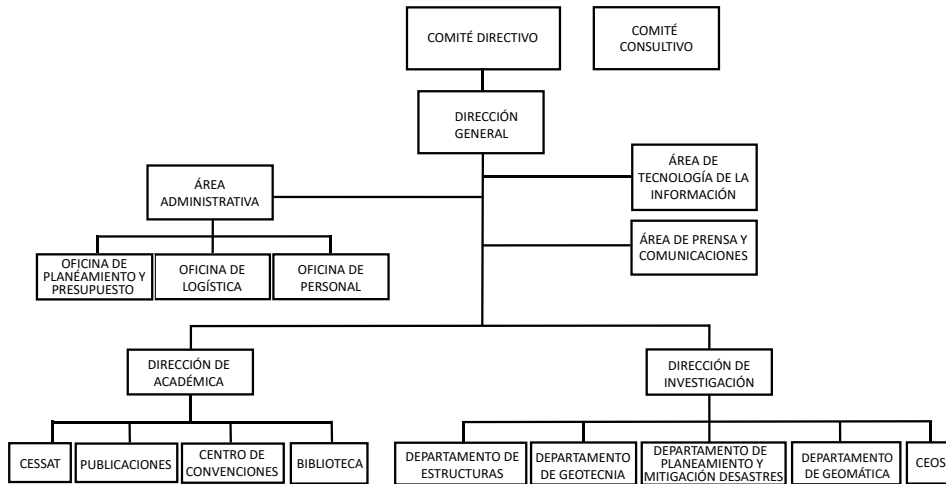 COMITÉ DIRECTIVO
COMITÉ
CONSULTIVO
DIRECCIÓN
GENERAL
ÁREA DE
TECNOLOGÍA DE LA
INFORMACIÓN
ÁREA
ADMINISTRATIVA
ÁREA DE PRENSA Y
COMUNICACIONES
OFICINA DE
PLANÉAMIENTO Y
PRESUPUESTO
OFICINA DE
LOGÍSTICA
OFICINA DE
PERSONAL
DIRECCIÓN DE
ACADÉMICA
DIRECCIÓN DE
INVESTIGACIÓN
CESSAT
PUBLICACIONES
CENTRO DE
CONVENCIONES
BIBLIOTECA
DEPARTAMENTO DE
ESTRUCTURAS
DEPARTAMENTO
DE GEOTECNIA
DEPARTAMENTO DE
PLANEAMIENTO Y
MITIGACIÓN DESASTRES
DEPARTAMENTO
DE GEOMÁTICA
CEOS